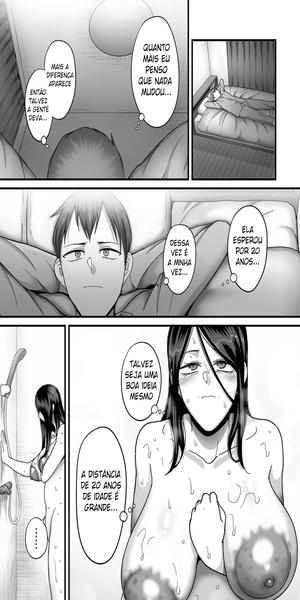 QUANTO
MAIS EU
PENSO
QUE NADA
MUDOU...
MAIS A
DIFERENÇA
APARECE
ENTÃO
TALVEZ
A GENTE
DEVA...
ELA
ESPEROU
POR 20
ANOS...
DESSA
VEZ É
A MINHA
VEZ...
TALVEZ
SEJA UMA
BOA IDEIA
MESMO
A DISTÂNCIA
DE 20 ANOS
DE IDADE É
GRANDE...
.....